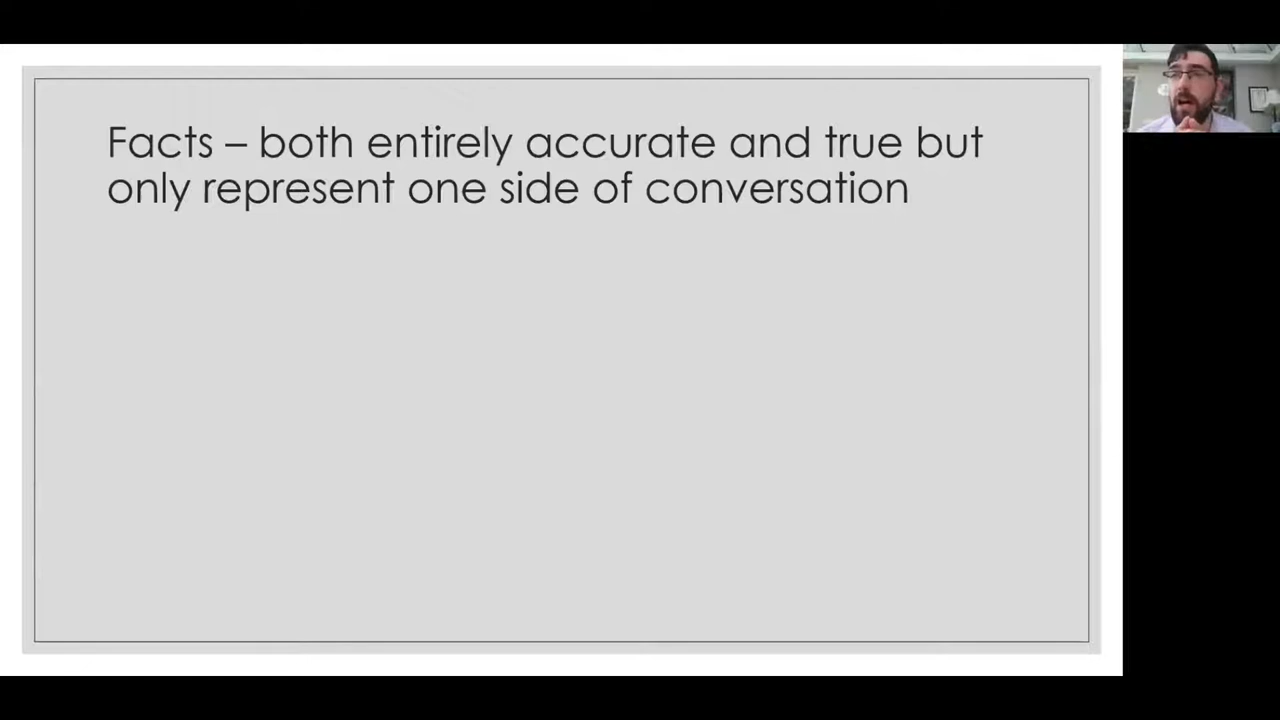 Facts – both entirely accurate and true but
only represent one side of conversation